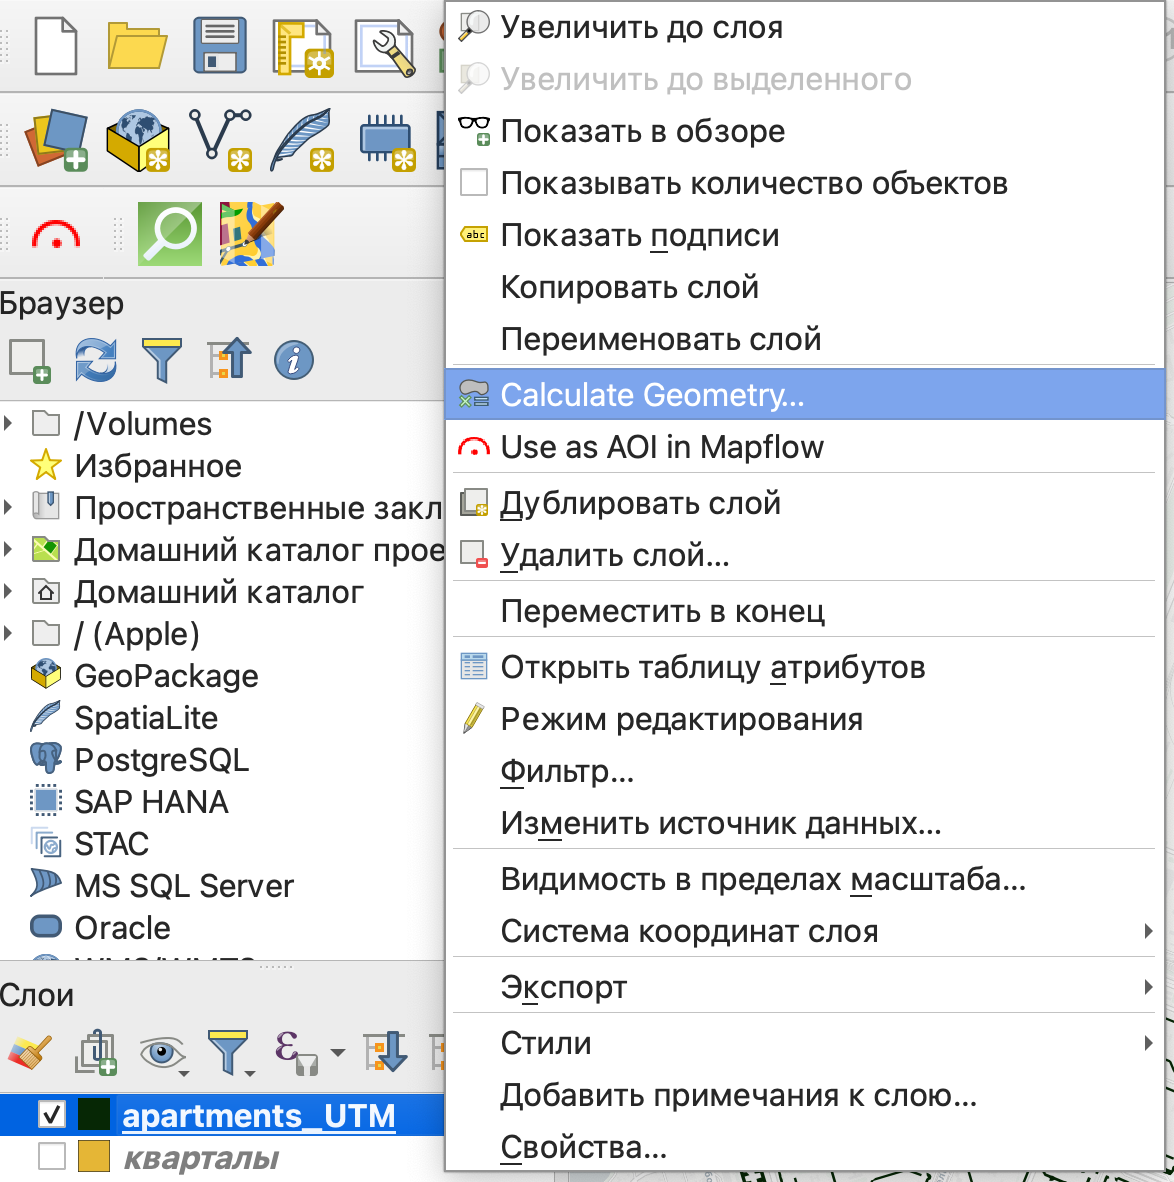 Увеличить до слоя
Увеличить до выделенного
Показать в обзоре
Показывать количество объектов
abc
Показать подписи
Копировать слой
Переименовать слой
Calculate Geometry...
Use as AOI in Mapflow
Дублировать слой
Удалить слой...
Переместить в конец
Открыть таблицу атрибутов
Режим редактирования
Фильтр...
Изменить источник данных...
Видимость в пределах масштаба...
Система координат слоя
Экспорт
Стили
Добавить примечания к слою...
Свойства...
Браузер
/Volumes
Избранное
Пространственные закл
Домашний каталог прое
Домашний каталог
/ (Apple)
GeoPackage
SpatiaLite
PostgreSQL
SAP HANA
STAC
MS SQL Server
Oracle
WMS/WMTS
Слои
apartments_UTM
кварталы